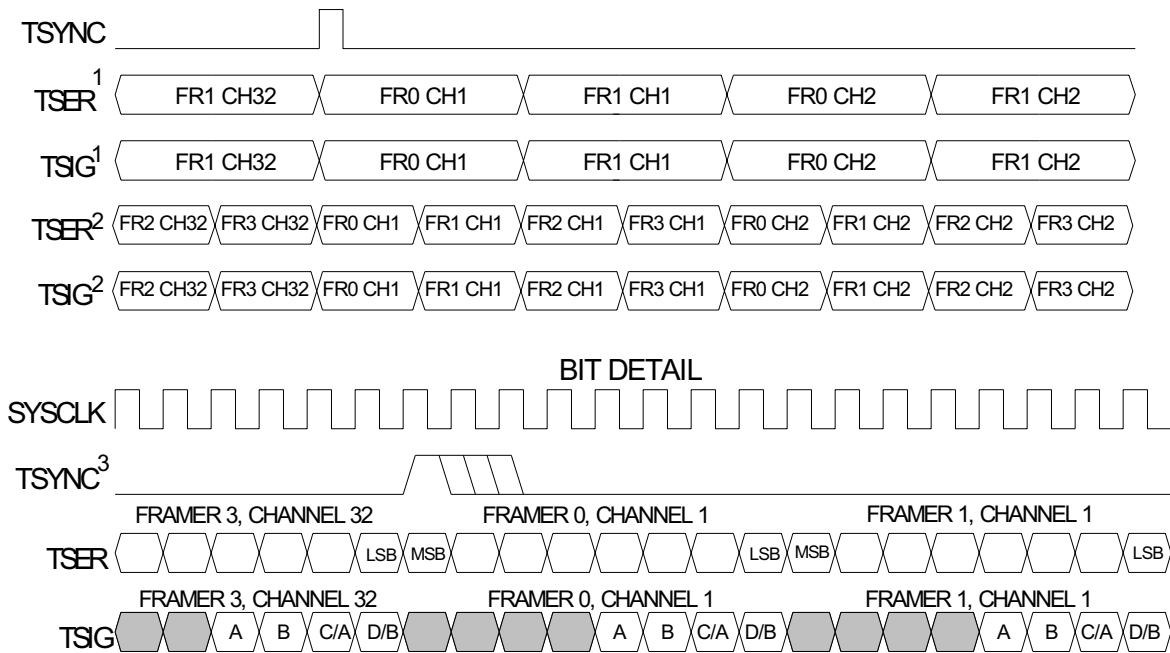 TSYNC
TSER1 FR1 CH32 FR0 CH1 FR1 CH1 FR0 CH2 FR1 CH2
TSIG1 FR1 CH32 FR0 CH1 FR1 CH1 FR0 CH2 FR1 CH2
TSER2 FR2 CH32 FR3 CH32 FR0 CH1 FR1 CH1 FR2 CH1 FR3 CH1 FR0 CH2 FR1 CH2 FR2 CH2 FR3 CH2
TSIG2 FR2 CH32 FR3 CH32 FR0 CH1 FR1 CH1 FR2 CH1 FR3 CH1 FR0 CH2 FR1 CH2 FR2 CH2 FR3 CH2
BIT DETAIL
SYSCLK
TSYNC3
FRAMER 3, CHANNEL 32 FRAMER 0, CHANNEL 1 FRAMER 1, CHANNEL 1
TSER LSB MSB LSB MSB LSB
FRAMER 3, CHANNEL 32 FRAMER 0, CHANNEL 1 FRAMER 1, CHANNEL 1
TSIG A B C/A D/B A B C/A D/B A B C/A D/B